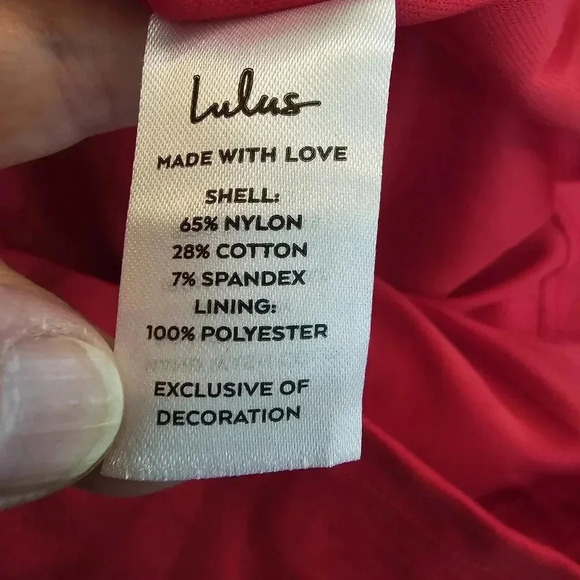 Lulus
MADE WITH LOVE
SHELL:
65% NYLON
28% COTTON
7% SPANDEX
LINING:
100% POLYESTER
EXCLUSIVE OF
DECORATION